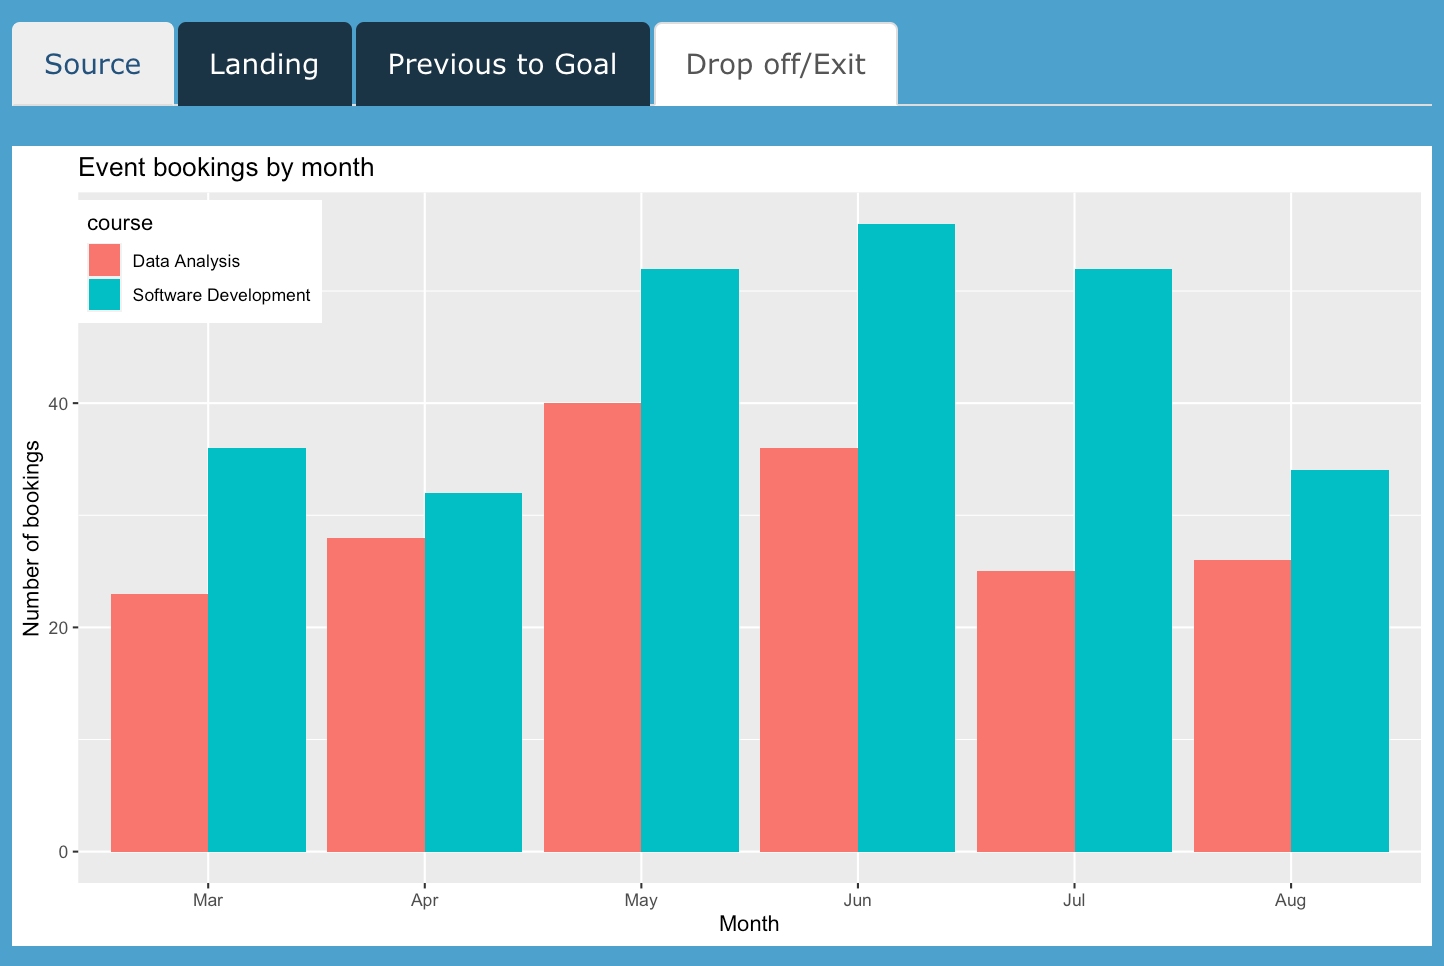 Source Landing Previous to Goal Drop off/Exit
Event bookings by month
course
Data Analysis
Software Development
Number of bookings
40
20
0
Mar Apr May Jun Jul Aug
Month